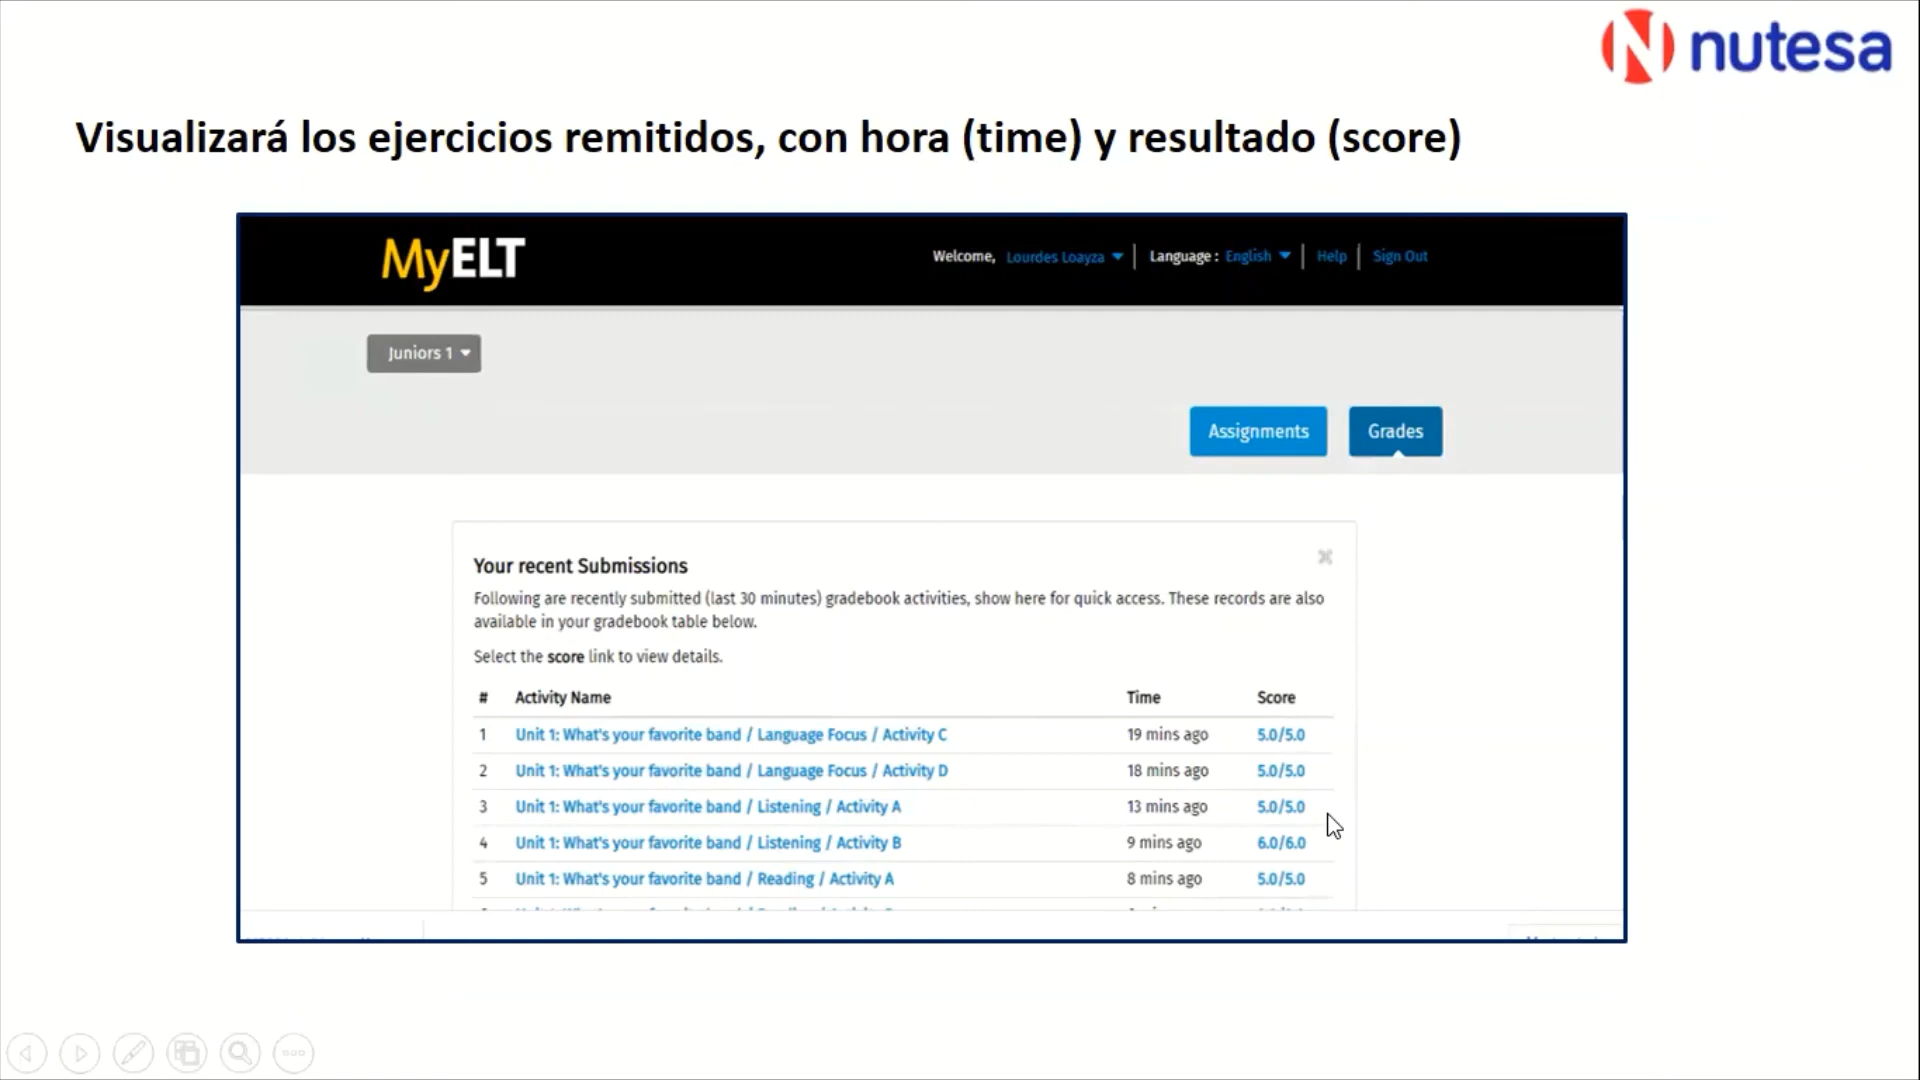 nutesa
Visualizará los ejercicios remitidos, con hora (time) y resultado (score)
MyELT
Welcome, Lourdes Loayza | Language : English | Help | Sign Out
Juniors 1
Assignments Grades
Your recent Submissions
Following are recently submitted (last 30 minutes) gradebook activities, show here for quick access. These records are also
available in your gradebook table below.
Select the score link to view details.
# Activity Name Time Score
1 Unit 1: What's your favorite band / Language Focus / Activity C 19 mins ago 5.0/5.0
2 Unit 1: What's your favorite band / Language Focus / Activity D 18 mins ago 5.0/5.0
3 Unit 1: What's your favorite band / Listening / Activity A 13 mins ago 5.0/5.0
4 Unit 1: What's your favorite band / Listening / Activity B 9 mins ago 6.0/6.0
5 Unit 1: What's your favorite band / Reading / Activity A 8 mins ago 5.0/5.0